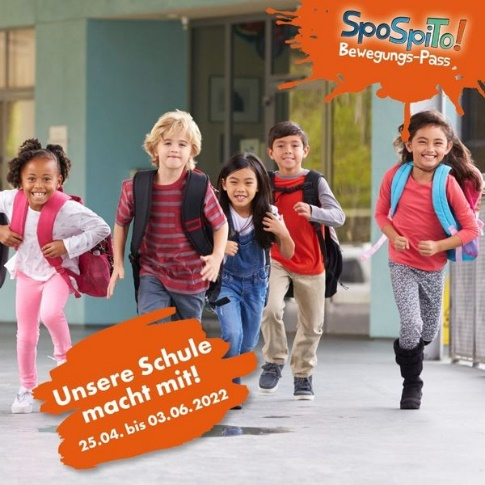 SpoSpiTo!
Bewegungs-Pass
Unsere Schule
macht mit!
25.04. bis 03.06.2022